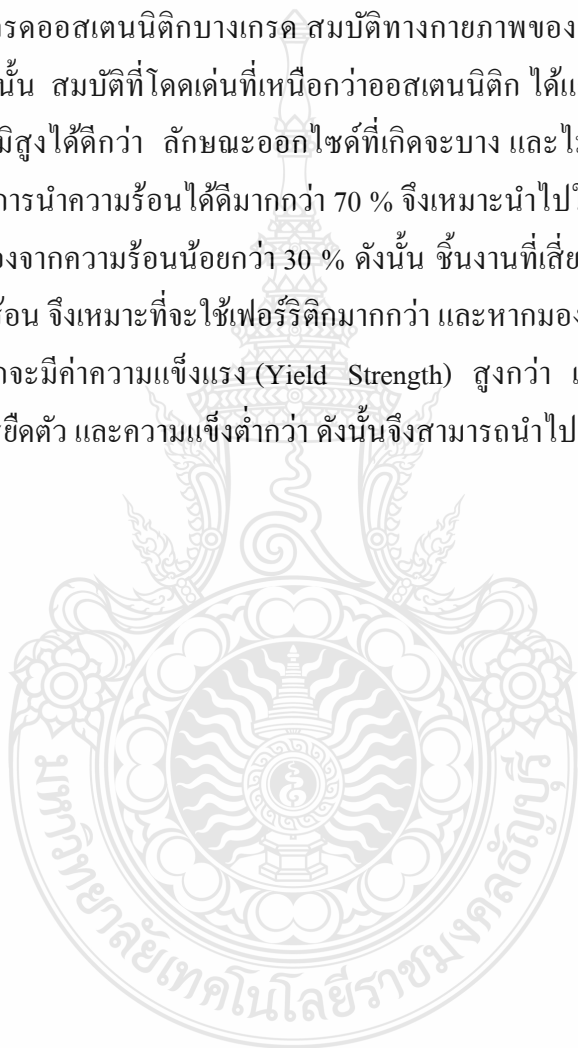 รดออสเตนนิติกบางเกรด สมบัติทางกายภาพของ
นั้น สมบัติที่โดดเด่นที่เหนือกว่าออสเตนนิติก ได้แ
มิสูงได้ดีกว่า ลักษณะออกไซด์ที่เกิดจะบาง และไม
การนำความร้อนได้ดีมากกว่า 70 % จึงเหมาะนำไปใ
องจากความร้อนน้อยกว่า 30 % ดังนั้น ชิ้นงานที่เสี่ย
ร้อน จึงเหมาะที่จะใช้เฟอร์ริติกมากกว่า และหากมอง
กจะมีค่าความแข็งแรง (Yield Strength) สูงกว่า แ
รยืดตัว และความแข็งต่ำกว่า ดังนั้นจึงสามารถนำไป
มหาวิทยาลัยเทคโนโลยีราชมงคลธัญบุรี